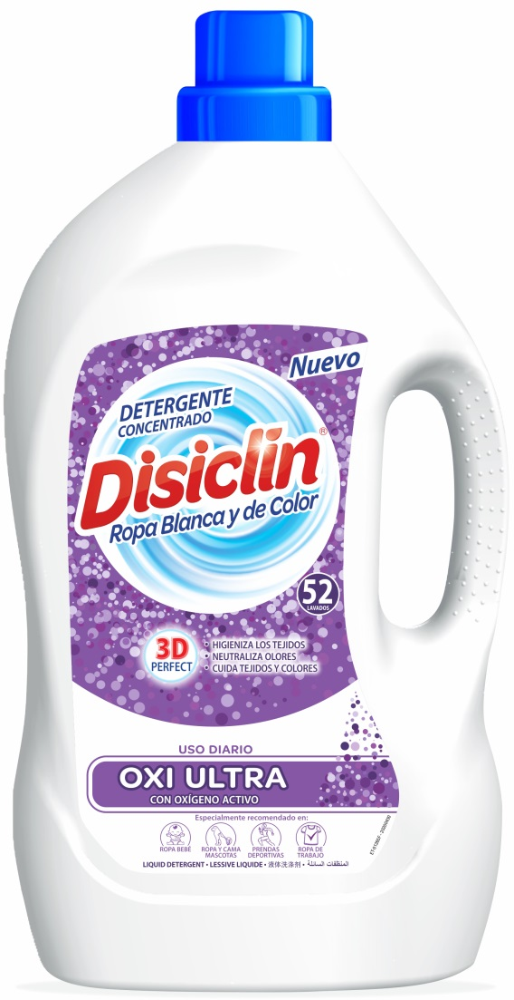 Nuevo
DETERGENTE
CONCENTRADO
Disiclin®
Ropa Blanca y de Color
52
LAVADOS
3D
PERFECT
• HIGIENIZA LOS TEJIDOS
• NEUTRALIZA OLORES
• CUIDA TEJIDOS Y COLORES
USO DIARIO
OXI ULTRA
CON OXÍGENO ACTIVO
Especialmente recomendado en:
ROPA BEBÉ
ROPA Y CAMA
MASCOTAS
PRENDAS
DEPORTIVAS
ROPA DE
TRABAJO
LIQUID DETERGENT • LESSIVE LIQUIDE • 液体洗涤剂 • المنظفات السائلة